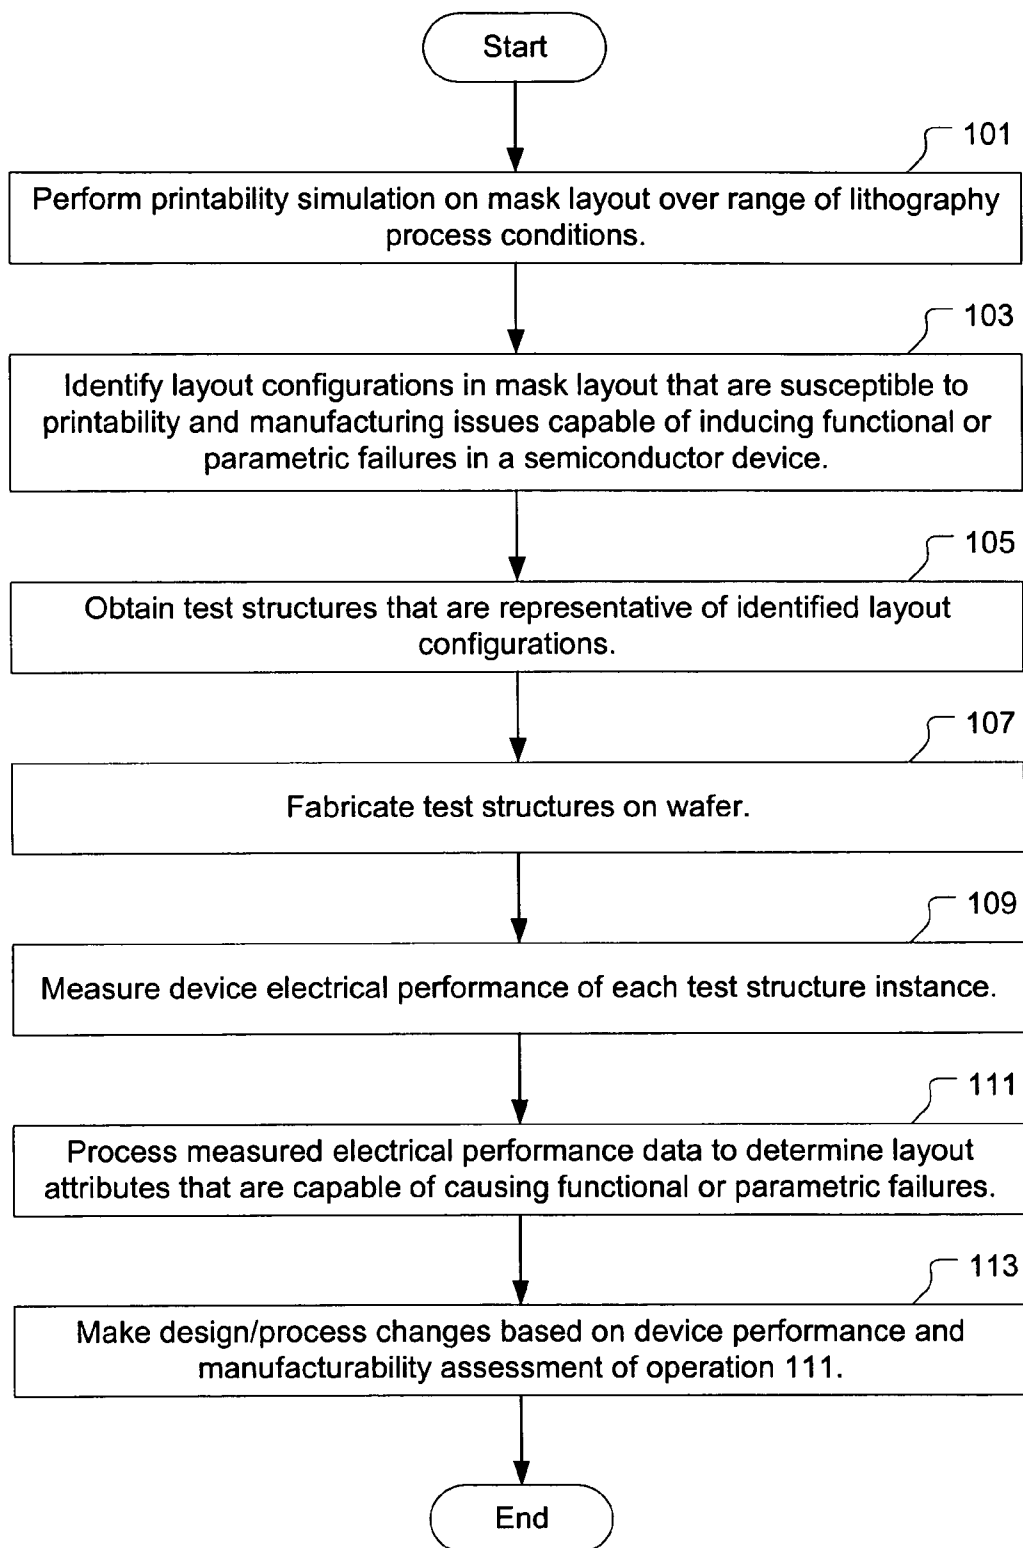 Start
101
Perform printability simulation on mask layout over range of lithography
process conditions.
103
Identify layout configurations in mask layout that are susceptible to
printability and manufacturing issues capable of inducing functional or
parametric failures in a semiconductor device.
105
Obtain test structures that are representative of identified layout
configurations.
107
Fabricate test structures on wafer.
109
Measure device electrical performance of each test structure instance.
111
Process measured electrical performance data to determine layout
attributes that are capable of causing functional or parametric failures.
113
Make design/process changes based on device performance and
manufacturability assessment of operation 111.
End